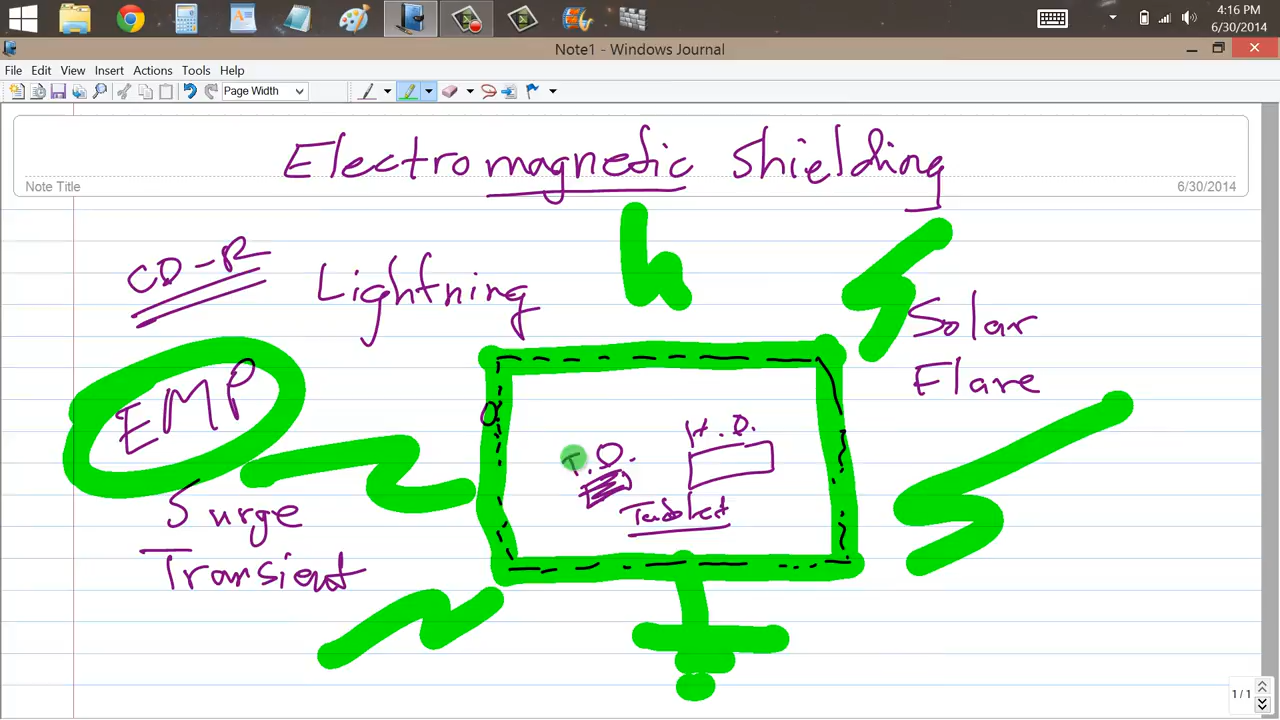 4:16 PM
6/30/2014
Note1 - Windows Journal
File Edit View Insert Actions Tools Help
Page Width
Electromagnetic Shielding
Note Title
6/30/2014
CD-R
Lightning
Solar
Flare
EMP
H.D.
T.D.
Surge
Transient
1 / 1